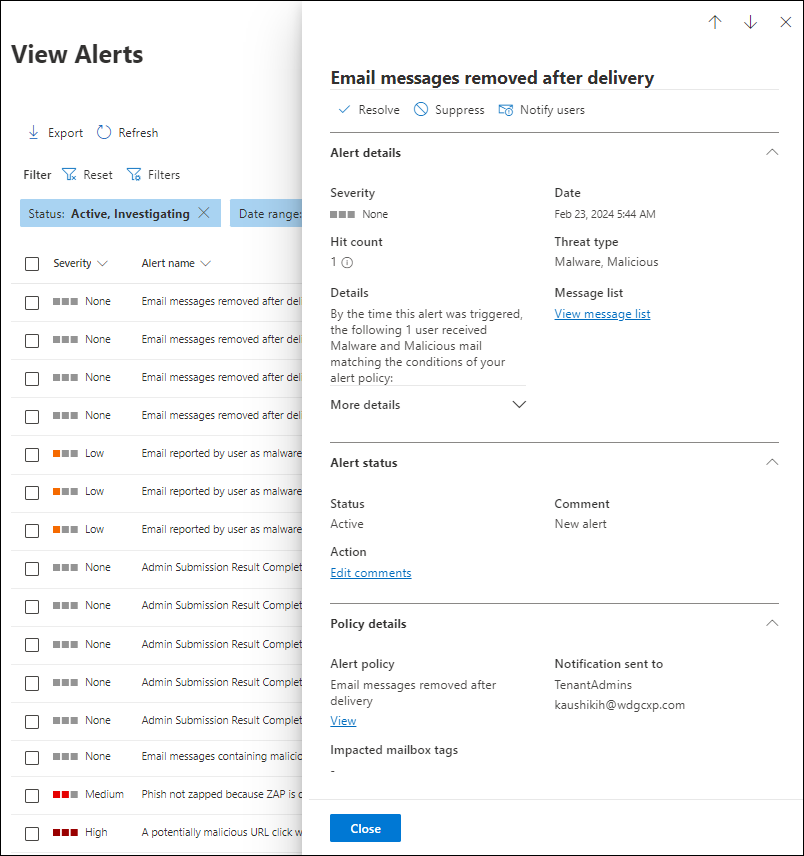 View Alerts
Export Refresh
Filter Reset Filters
Status: Active, Investigating Date range:
Severity Alert name
None Email messages removed after deli
None Email messages removed after deli
None Email messages removed after deli
None Email messages removed after deli
Low Email reported by user as malware
Low Email reported by user as malware
Low Email reported by user as malware
None Admin Submission Result Complet
None Admin Submission Result Complet
None Admin Submission Result Complet
None Admin Submission Result Complet
None Admin Submission Result Complet
None Email messages containing malicio
Medium Phish not zapped because ZAP is d
High A potentially malicious URL click w
Email messages removed after delivery
Resolve Suppress Notify users
Alert details
Severity Date
None Feb 23, 2024 5:44 AM
Hit count Threat type
1 Malware, Malicious
Details Message list
By the time this alert was triggered, View message list
the following 1 user received
Malware and Malicious mail
matching the conditions of your
alert policy:
More details
Alert status
Status Comment
Active New alert
Action
Edit comments
Policy details
Alert policy Notification sent to
Email messages removed after TenantAdmins
delivery kaushikih@wdgcxp.com
View
Impacted mailbox tags
-
Close